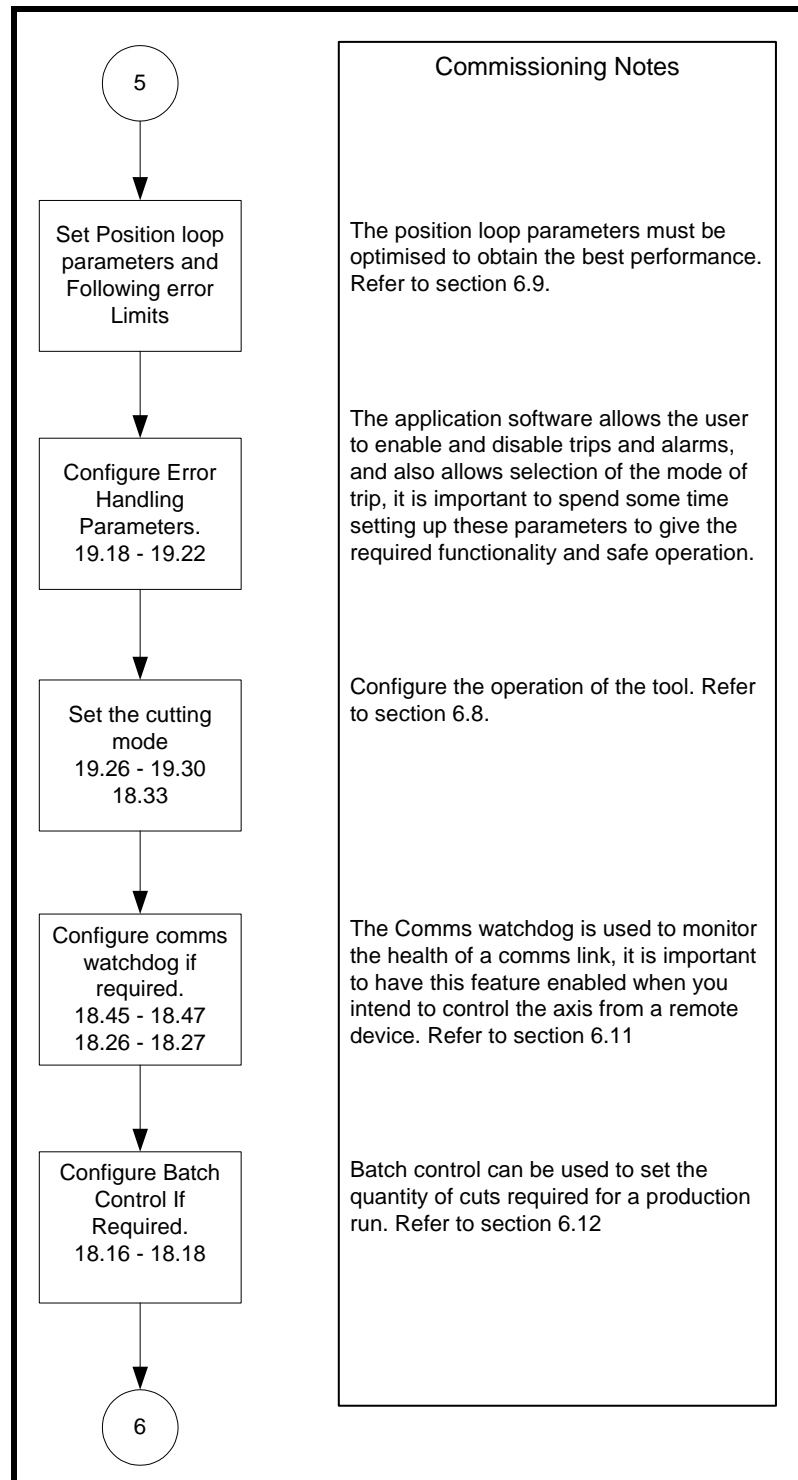 5
Commissioning Notes
Set Position loop
parameters and
Following error
Limits
The position loop parameters must be
optimised to obtain the best performance.
Refer to section 6.9.
Configure Error
Handling
Parameters.
19.18 - 19.22
The application software allows the user
to enable and disable trips and alarms,
and also allows selection of the mode of
trip, it is important to spend some time
setting up these parameters to give the
required functionality and safe operation.
Set the cutting
mode
19.26 - 19.30
18.33
Configure the operation of the tool. Refer
to section 6.8.
Configure comms
watchdog if
required.
18.45 - 18.47
18.26 - 18.27
The Comms watchdog is used to monitor
the health of a comms link, it is important
to have this feature enabled when you
intend to control the axis from a remote
device. Refer to section 6.11
Configure Batch
Control If
Required.
18.16 - 18.18
Batch control can be used to set the
quantity of cuts required for a production
run. Refer to section 6.12
6